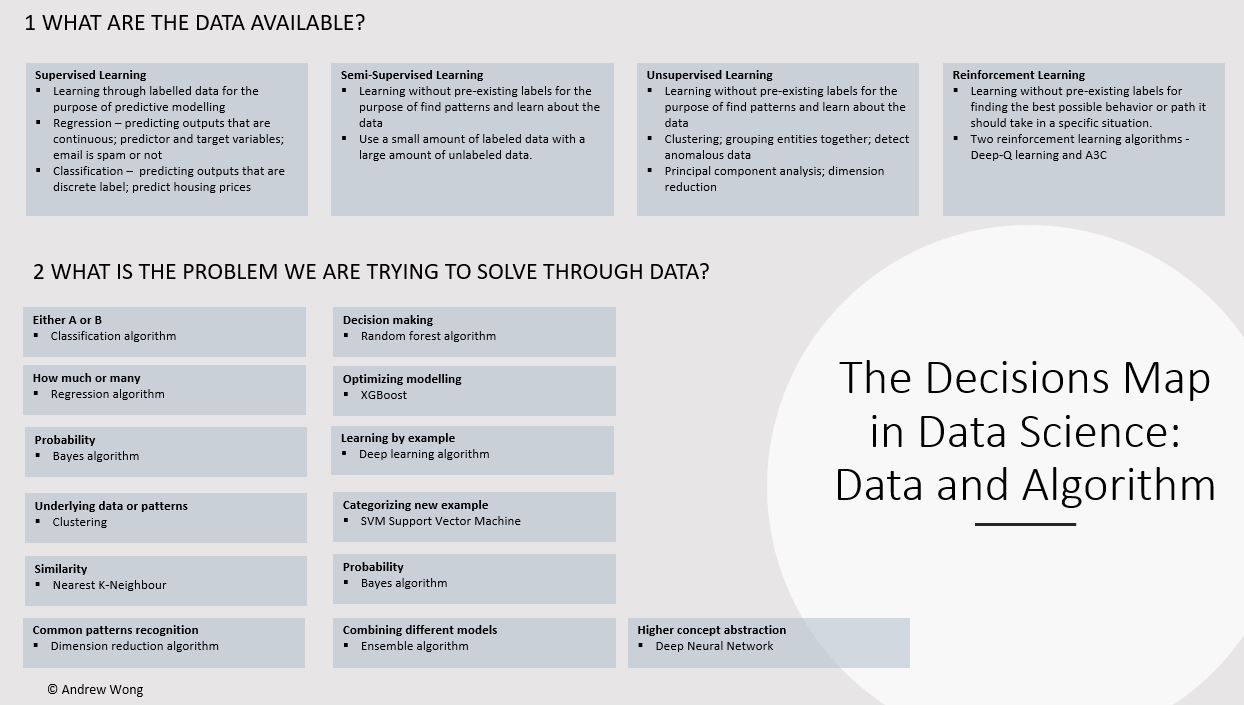 1 WHAT ARE THE DATA AVAILABLE?
Supervised Learning
▪ Learning through labelled data for the
purpose of predictive modelling
▪ Regression – predicting outputs that are
continuous; predictor and target variables;
email is spam or not
▪ Classification – predicting outputs that are
discrete label; predict housing prices
Semi-Supervised Learning
▪ Learning without pre-existing labels for the
purpose of find patterns and learn about the
data
▪ Use a small amount of labeled data with a
large amount of unlabeled data.
Unsupervised Learning
▪ Learning without pre-existing labels for the
purpose of find patterns and learn about the
data
▪ Clustering; grouping entities together; detect
anomalous data
▪ Principal component analysis; dimension
reduction
Reinforcement Learning
▪ Learning without pre-existing labels for
finding the best possible behavior or path it
should take in a specific situation.
▪ Two reinforcement learning algorithms -
Deep-Q learning and A3C
2 WHAT IS THE PROBLEM WE ARE TRYING TO SOLVE THROUGH DATA?
Either A or B
▪ Classification algorithm
How much or many
▪ Regression algorithm
Probability
▪ Bayes algorithm
Underlying data or patterns
▪ Clustering
Similarity
▪ Nearest K-Neighbour
Common patterns recognition
▪ Dimension reduction algorithm
Decision making
▪ Random forest algorithm
Optimizing modelling
▪ XGBoost
Learning by example
▪ Deep learning algorithm
Categorizing new example
▪ SVM Support Vector Machine
Probability
▪ Bayes algorithm
Combining different models
▪ Ensemble algorithm
Higher concept abstraction
▪ Deep Neural Network
The Decisions Map
in Data Science:
Data and Algorithm
© Andrew Wong